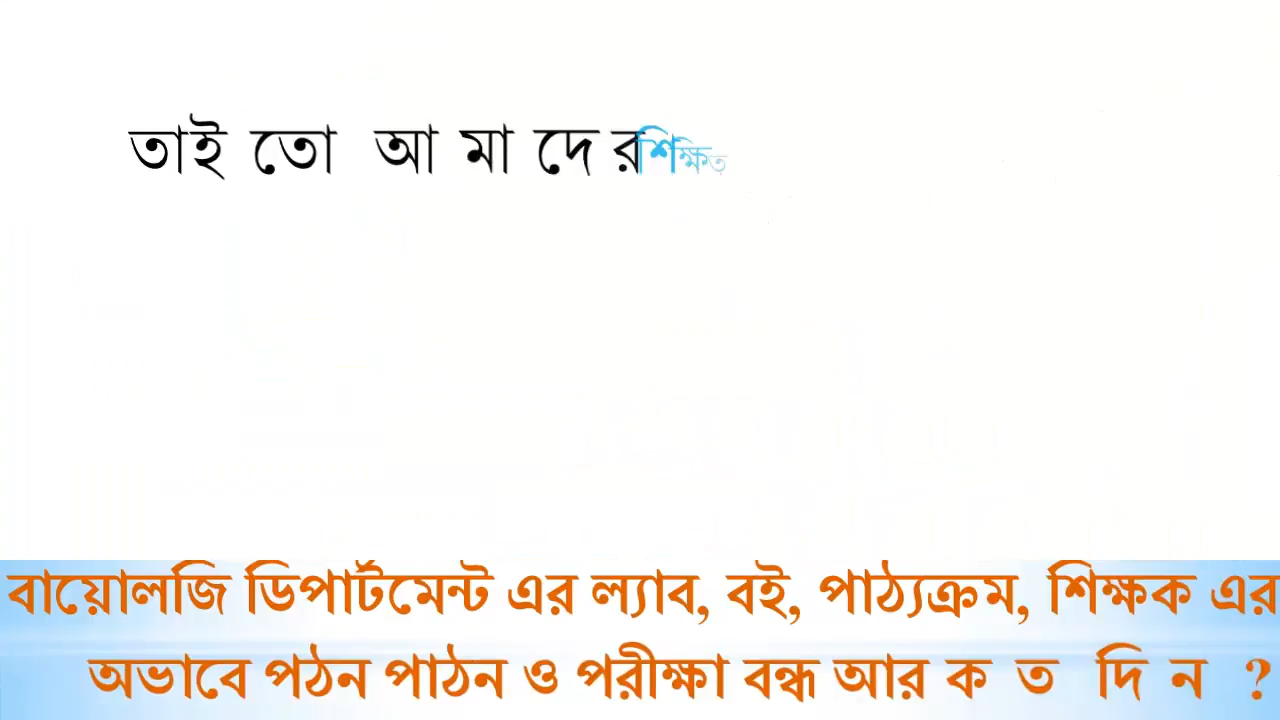 তাই তো আ মা দে র শিক্ষিত
বায়োলজি ডিপার্টমেন্ট এর ল্যাব, বই, পাঠ্যক্রম, শিক্ষক এর
অভাবে পঠন পাঠন ও পরীক্ষা বন্ধ আর ক ত দি ন ?